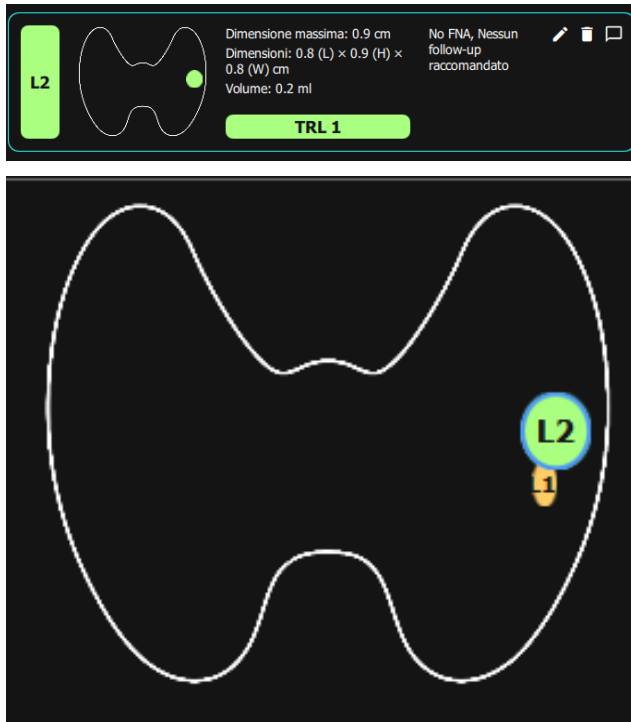 L2
Dimensione massima: 0.9 cm
Dimensioni: 0.8 (L) × 0.9 (H) ×
0.8 (W) cm
Volume: 0.2 ml
TRL 1
No FNA, Nessun
follow-up
raccomandato
L2
L1